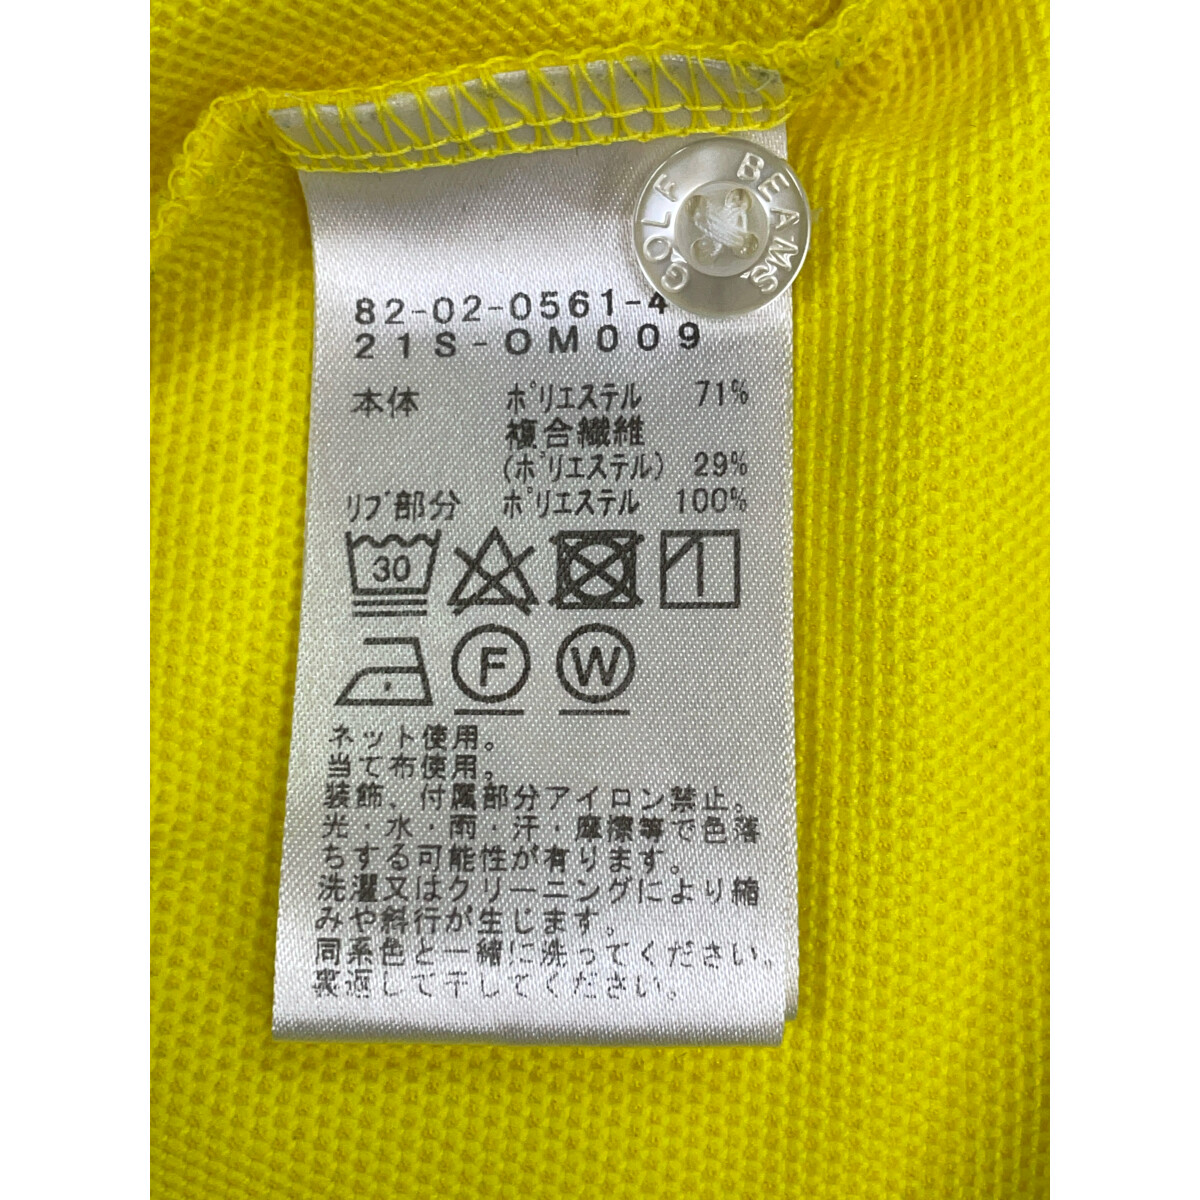 BEAMS GOLF
82-02-0561-4
21S-OM009
本体 ポリエステル 71%
複合繊維
(ポリエステル) 29%
リブ部分 ポリエステル 100%
30
F W
ネット使用。
当て布使用。
装飾、付属部分アイロン禁止。
光・水・雨・汗・摩擦等で色落
ちする可能性が有ります。
洗濯又はクリーニングにより縮
みや斜行が生じます。
同系色と一緒に洗ってください。
裏返して干してください。